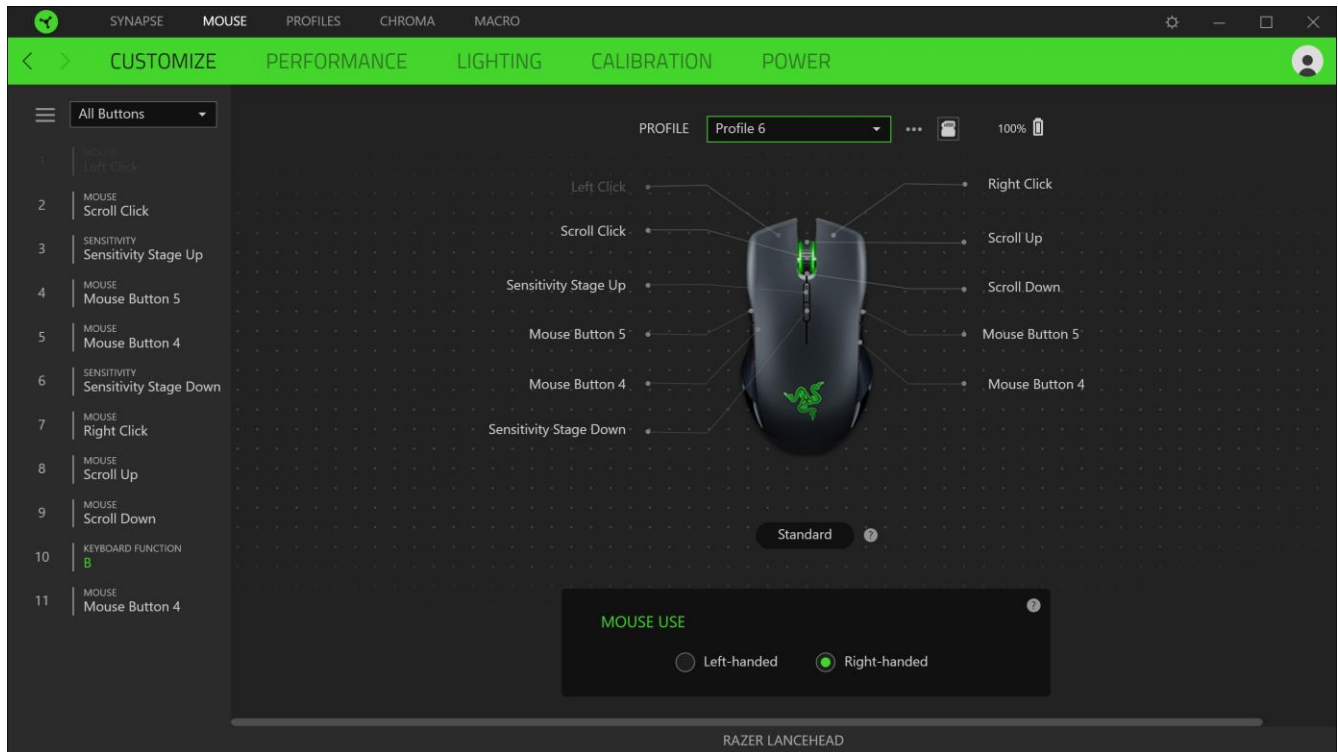 SYNAPSE MOUSE PROFILES CHROMA MACRO
CUSTOMIZE PERFORMANCE LIGHTING CALIBRATION POWER
All Buttons
1 MOUSE
Left Click
2 MOUSE
Scroll Click
3 SENSITIVITY
Sensitivity Stage Up
4 MOUSE
Mouse Button 5
5 MOUSE
Mouse Button 4
6 SENSITIVITY
Sensitivity Stage Down
7 MOUSE
Right Click
8 MOUSE
Scroll Up
9 MOUSE
Scroll Down
10 KEYBOARD FUNCTION
B
11 MOUSE
Mouse Button 4
PROFILE Profile 6 100%
Left Click Right Click
Scroll Click Scroll Up
Sensitivity Stage Up Scroll Down
Mouse Button 5 Mouse Button 5
Mouse Button 4 Mouse Button 4
Sensitivity Stage Down
Standard ?
MOUSE USE ?
Left-handed Right-handed
RAZER LANCEHEAD